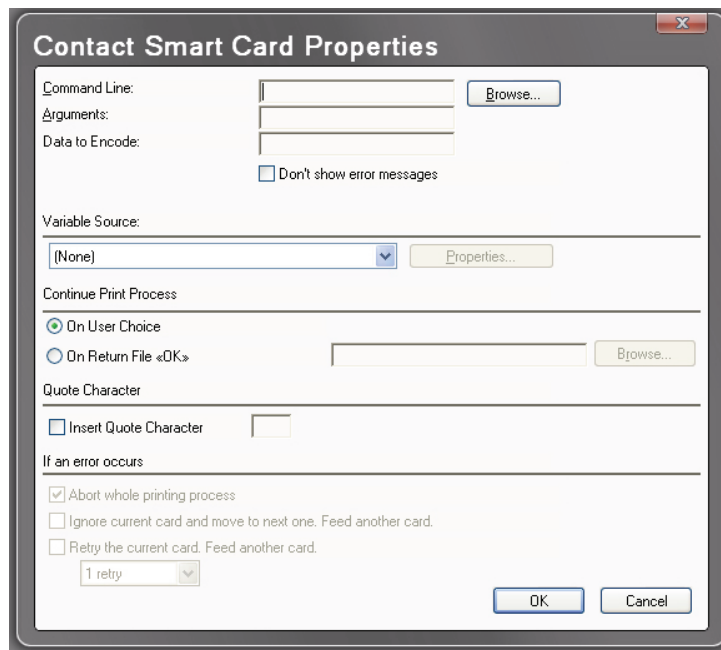 Contact Smart Card Properties
Command Line:
Browse...
Arguments:
Data to Encode:
Don't show error messages
Variable Source:
(None)
Properties...
Continue Print Process
On User Choice
On Return File «OK»
Browse...
Quote Character
Insert Quote Character
If an error occurs
Abort whole printing process
Ignore current card and move to next one. Feed another card.
Retry the current card. Feed another card.
1 retry
OK Cancel